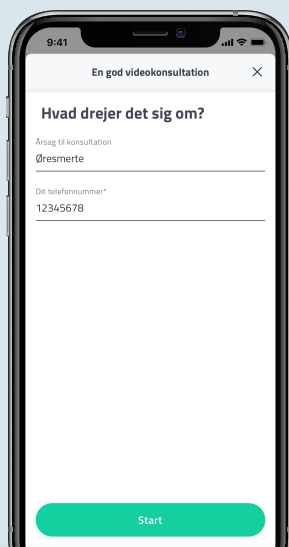 9:41
En god videokonsultation
Hvad drejer det sig om?
Årsag til konsultation
Øresmerte
Dit telefonnummer*
12345678
Start